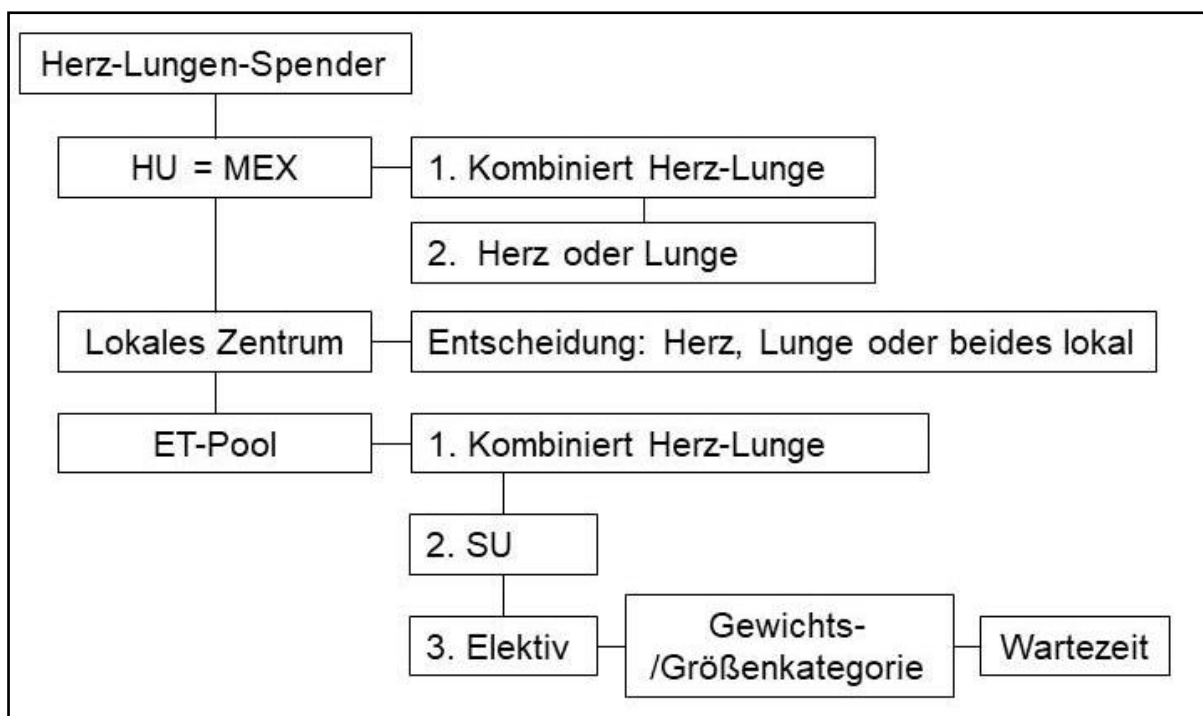 Herz-Lungen-Spender
HU = MEX
1. Kombiniert Herz-Lunge
2. Herz oder Lunge
Lokales Zentrum
Entscheidung: Herz, Lunge oder beides lokal
ET-Pool
1. Kombiniert Herz-Lunge
2. SU
3. Elektiv
Gewichts-
/Größenkategorie
Wartezeit